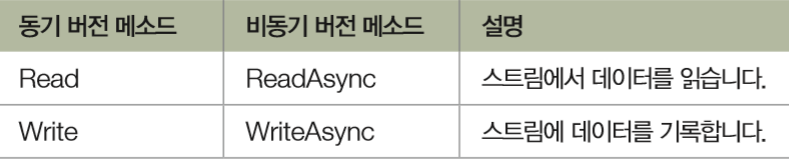 동기 버전 메소드 비동기 버전 메소드 설명
Read ReadAsync 스트림에서 데이터를 읽습니다.
Write WriteAsync 스트림에 데이터를 기록합니다.